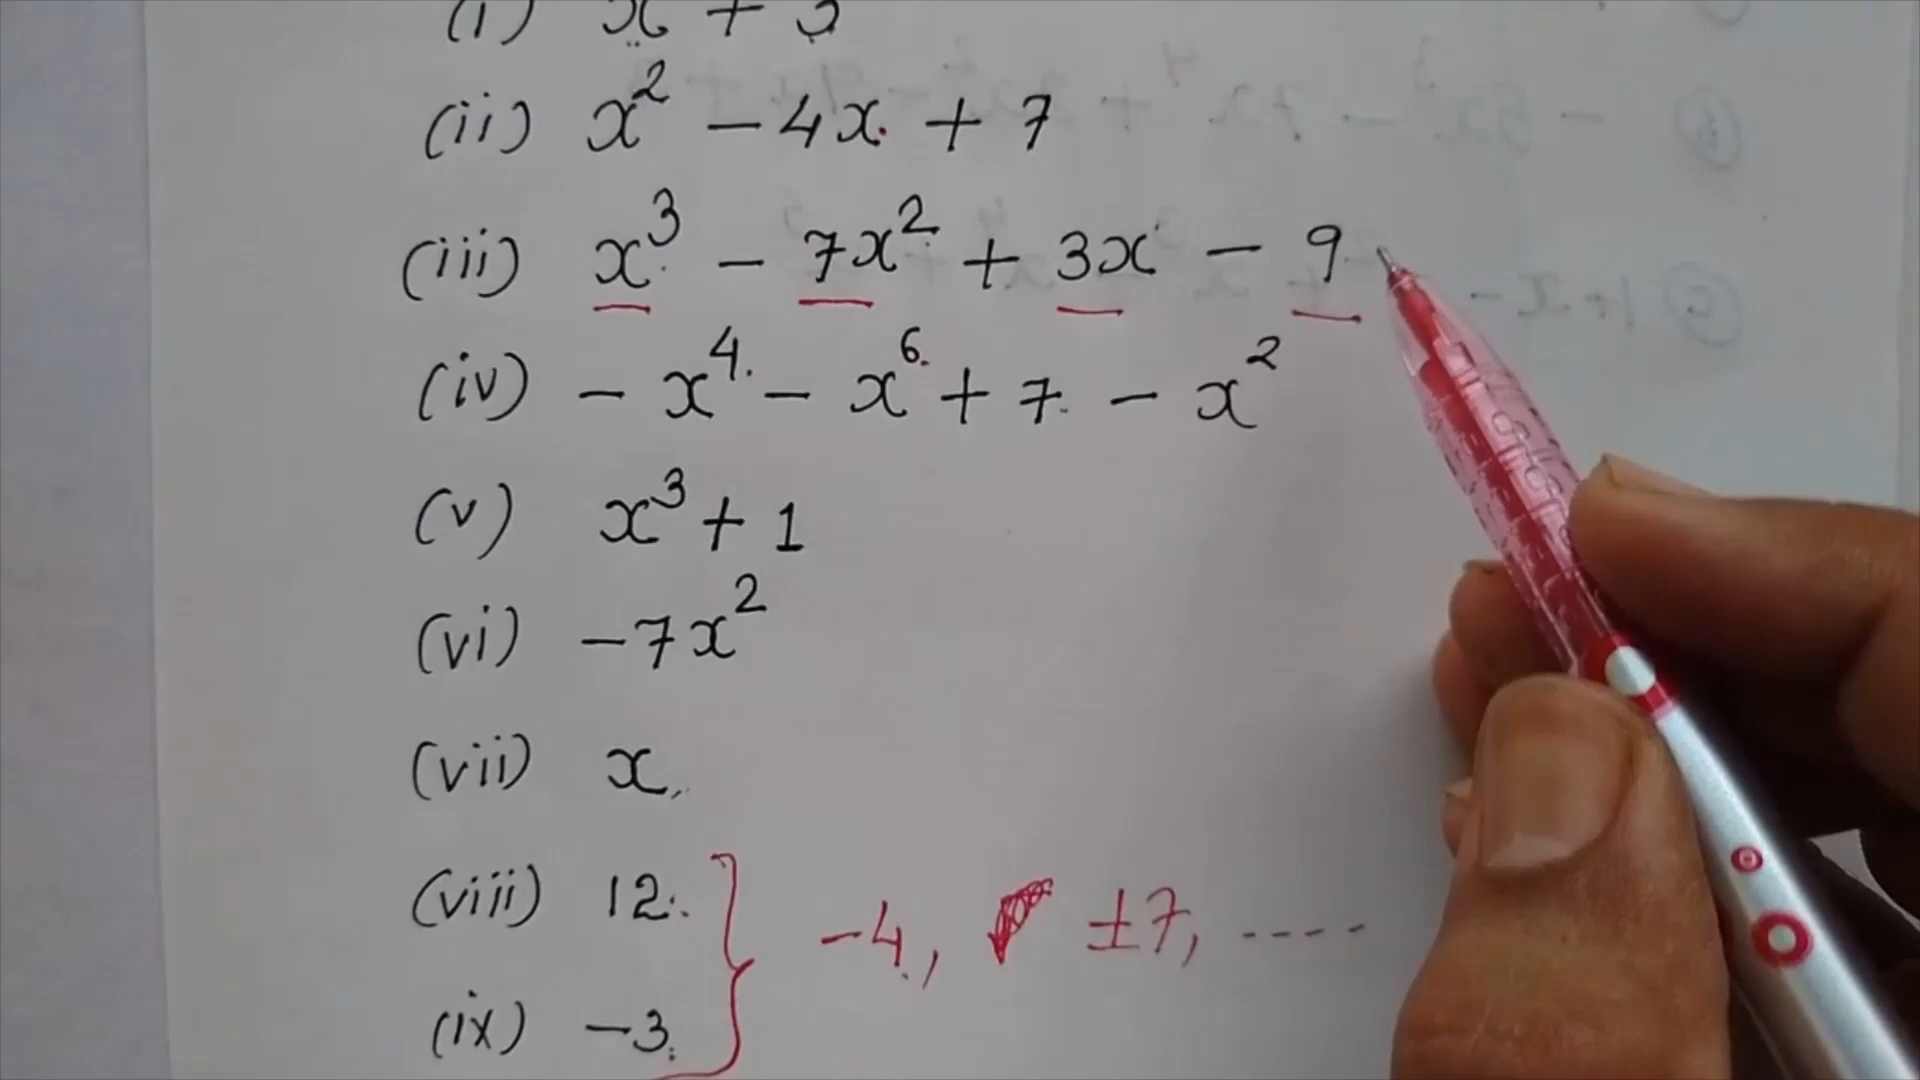 (i) x + 3
(ii) x² - 4x + 7
(iii) x³ - 7x² + 3x - 9
(iv) - x⁴ - x⁶ + 7 - x²
(v) x³ + 1
(vi) -7x²
(vii) x
(viii) 12
-4, ±7, ----
(ix) -3